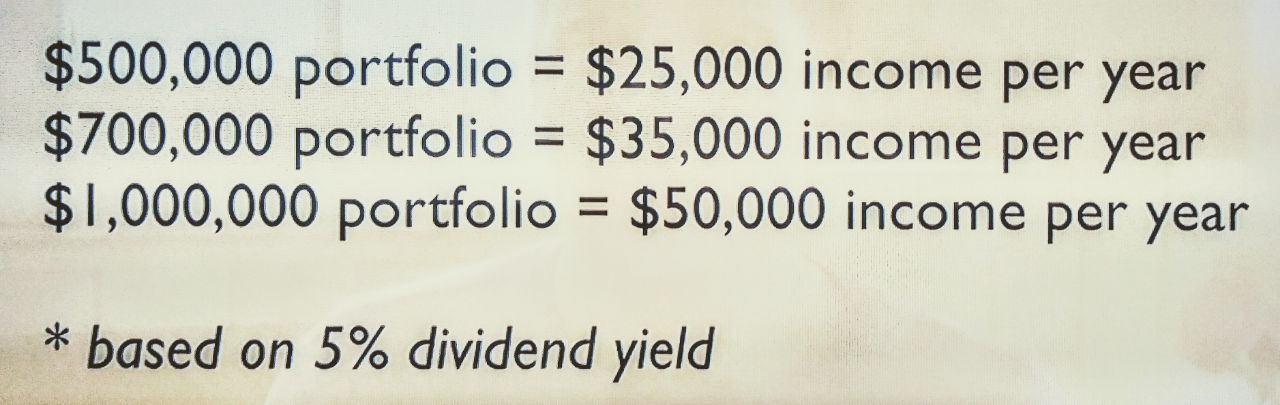 $500,000 portfolio = $25,000 income per year
$700,000 portfolio = $35,000 income per year
$1,000,000 portfolio = $50,000 income per year
* based on 5% dividend yield